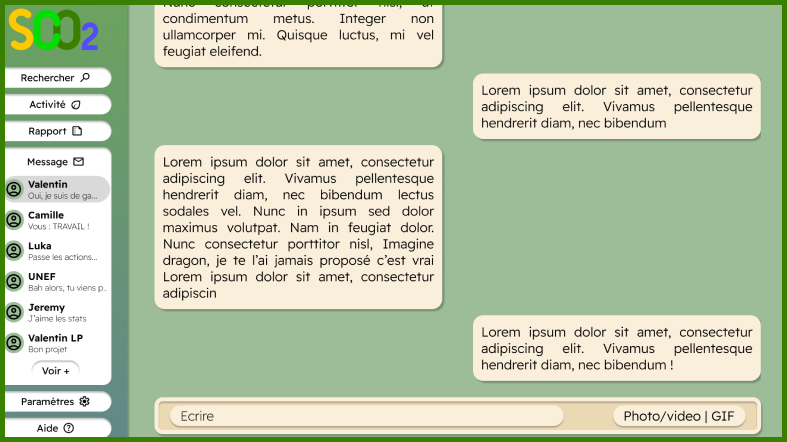 SCO2
Rechercher
Activité
Rapport
Message
Valentin
Oui, je suis de ga...
Camille
Vous : TRAVAIL !
Luka
Passe les actions...
UNEF
Bah alors, tu viens p..
Jeremy
J'aime les stats
Valentin LP
Bon projet
Voir +
Paramètres
Aide
condimentum metus. Integer non
ullamcorper mi. Quisque luctus, mi vel
feugiat eleifend.
Lorem ipsum dolor sit amet, consectetur
adipiscing elit. Vivamus pellentesque
hendrerit diam, nec bibendum
Lorem ipsum dolor sit amet, consectetur
adipiscing elit. Vivamus pellentesque
hendrerit diam, nec bibendum lectus
sodales vel. Nunc in ipsum sed dolor
maximus volutpat. Nam in feugiat dolor.
Nunc consectetur porttitor nisl, Imagine
dragon, je te l'ai jamais proposé c'est vrai
Lorem ipsum dolor sit amet, consectetur
adipiscin
Lorem ipsum dolor sit amet, consectetur
adipiscing elit. Vivamus pellentesque
hendrerit diam, nec bibendum !
Ecrire
Photo/video | GIF